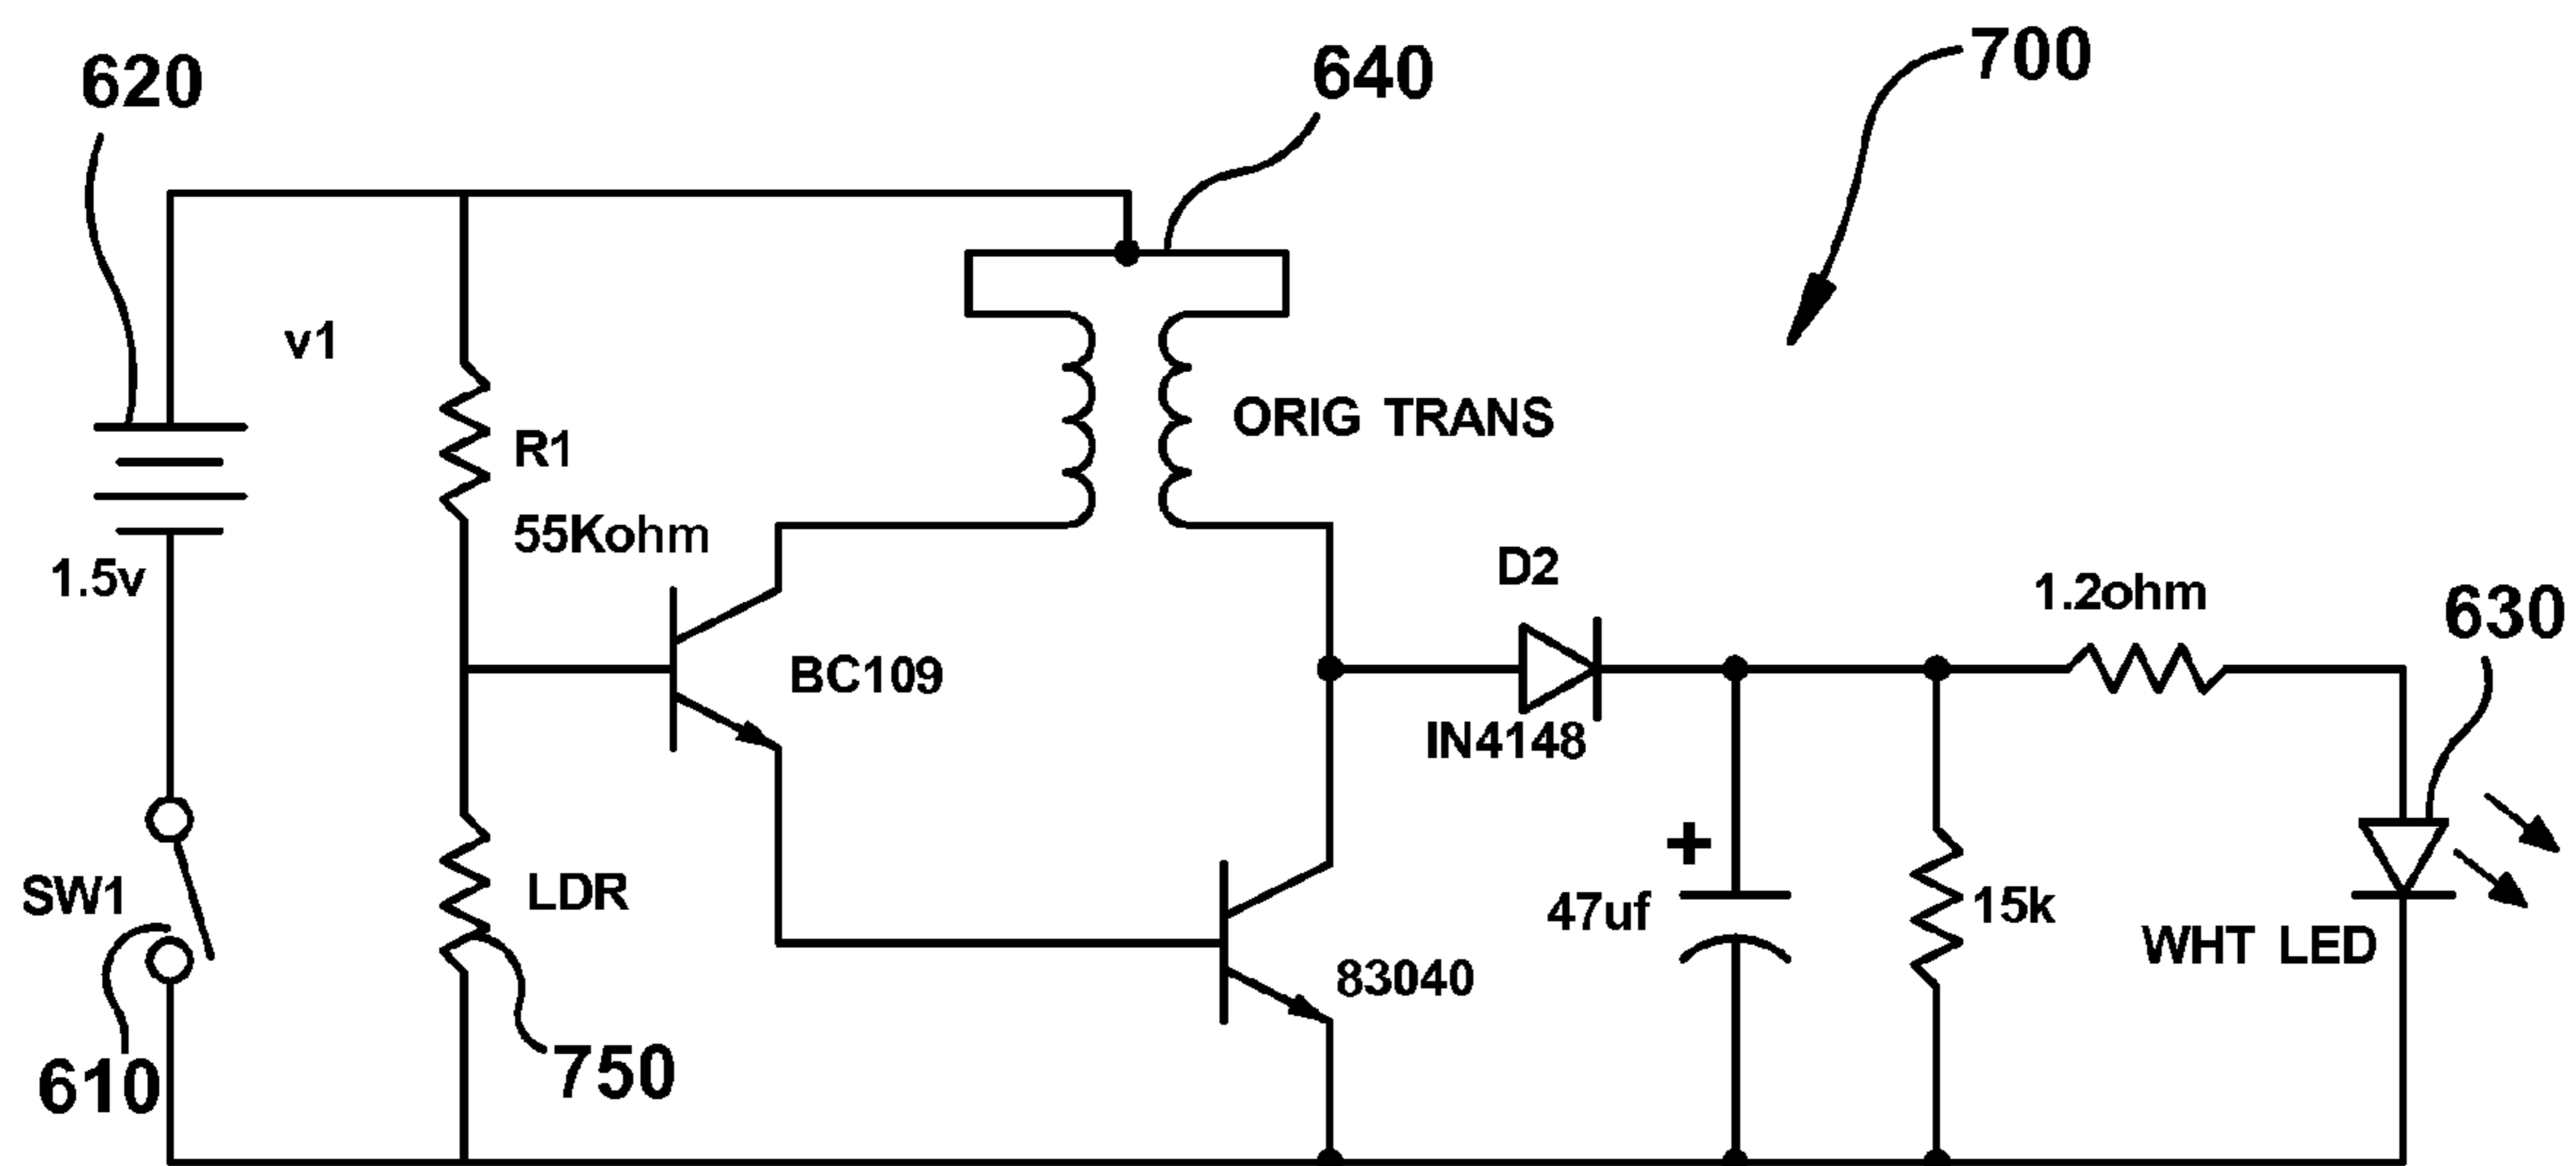 620
640
700
v1
ORIG TRANS
R1
55Kohm
1.5v
D2
1.2ohm
630
BC109
IN4148
SW1
LDR
47uf
15k
WHT LED
83040
610
750
+